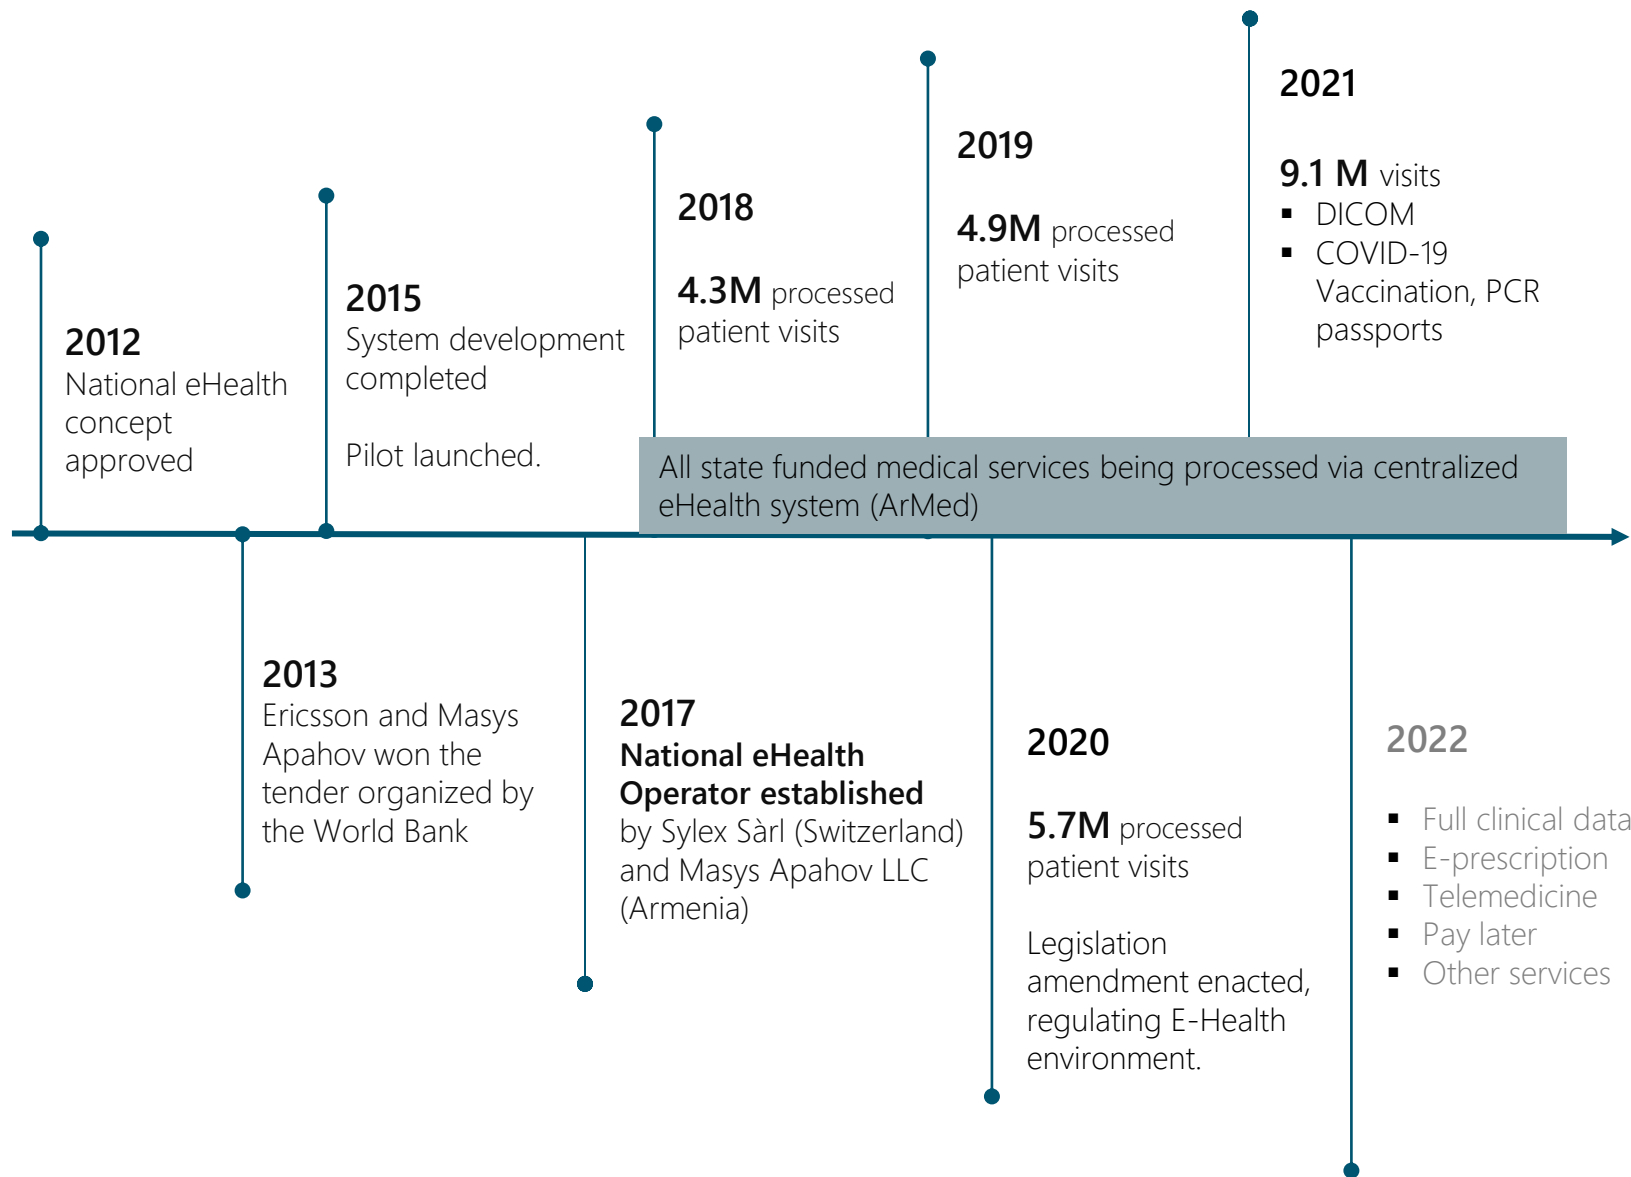 2012
National eHealth
concept
approved
2013
Ericsson and Masys
Apahov won the
tender organized by
the World Bank
2015
System development
completed
Pilot launched.
2017
National eHealth
Operator established
by Sylex Sàrl (Switzerland)
and Masys Apahov LLC
(Armenia)
2018
4.3M processed
patient visits
2019
4.9M processed
patient visits
All state funded medical services being processed via centralized
eHealth system (ArMed)
2020
5.7M processed
patient visits
Legislation
amendment enacted,
regulating E-Health
environment.
2021
9.1 M visits
▪ DICOM
▪ COVID-19
Vaccination, PCR
passports
2022
▪ Full clinical data
▪ E-prescription
▪ Telemedicine
▪ Pay later
▪ Other services